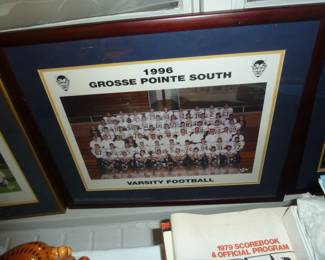 1996
GROSSE POINTE SOUTH
VARSITY FOOTBALL
1979 SCOREBOOK
& OFFICIAL PROGRAM